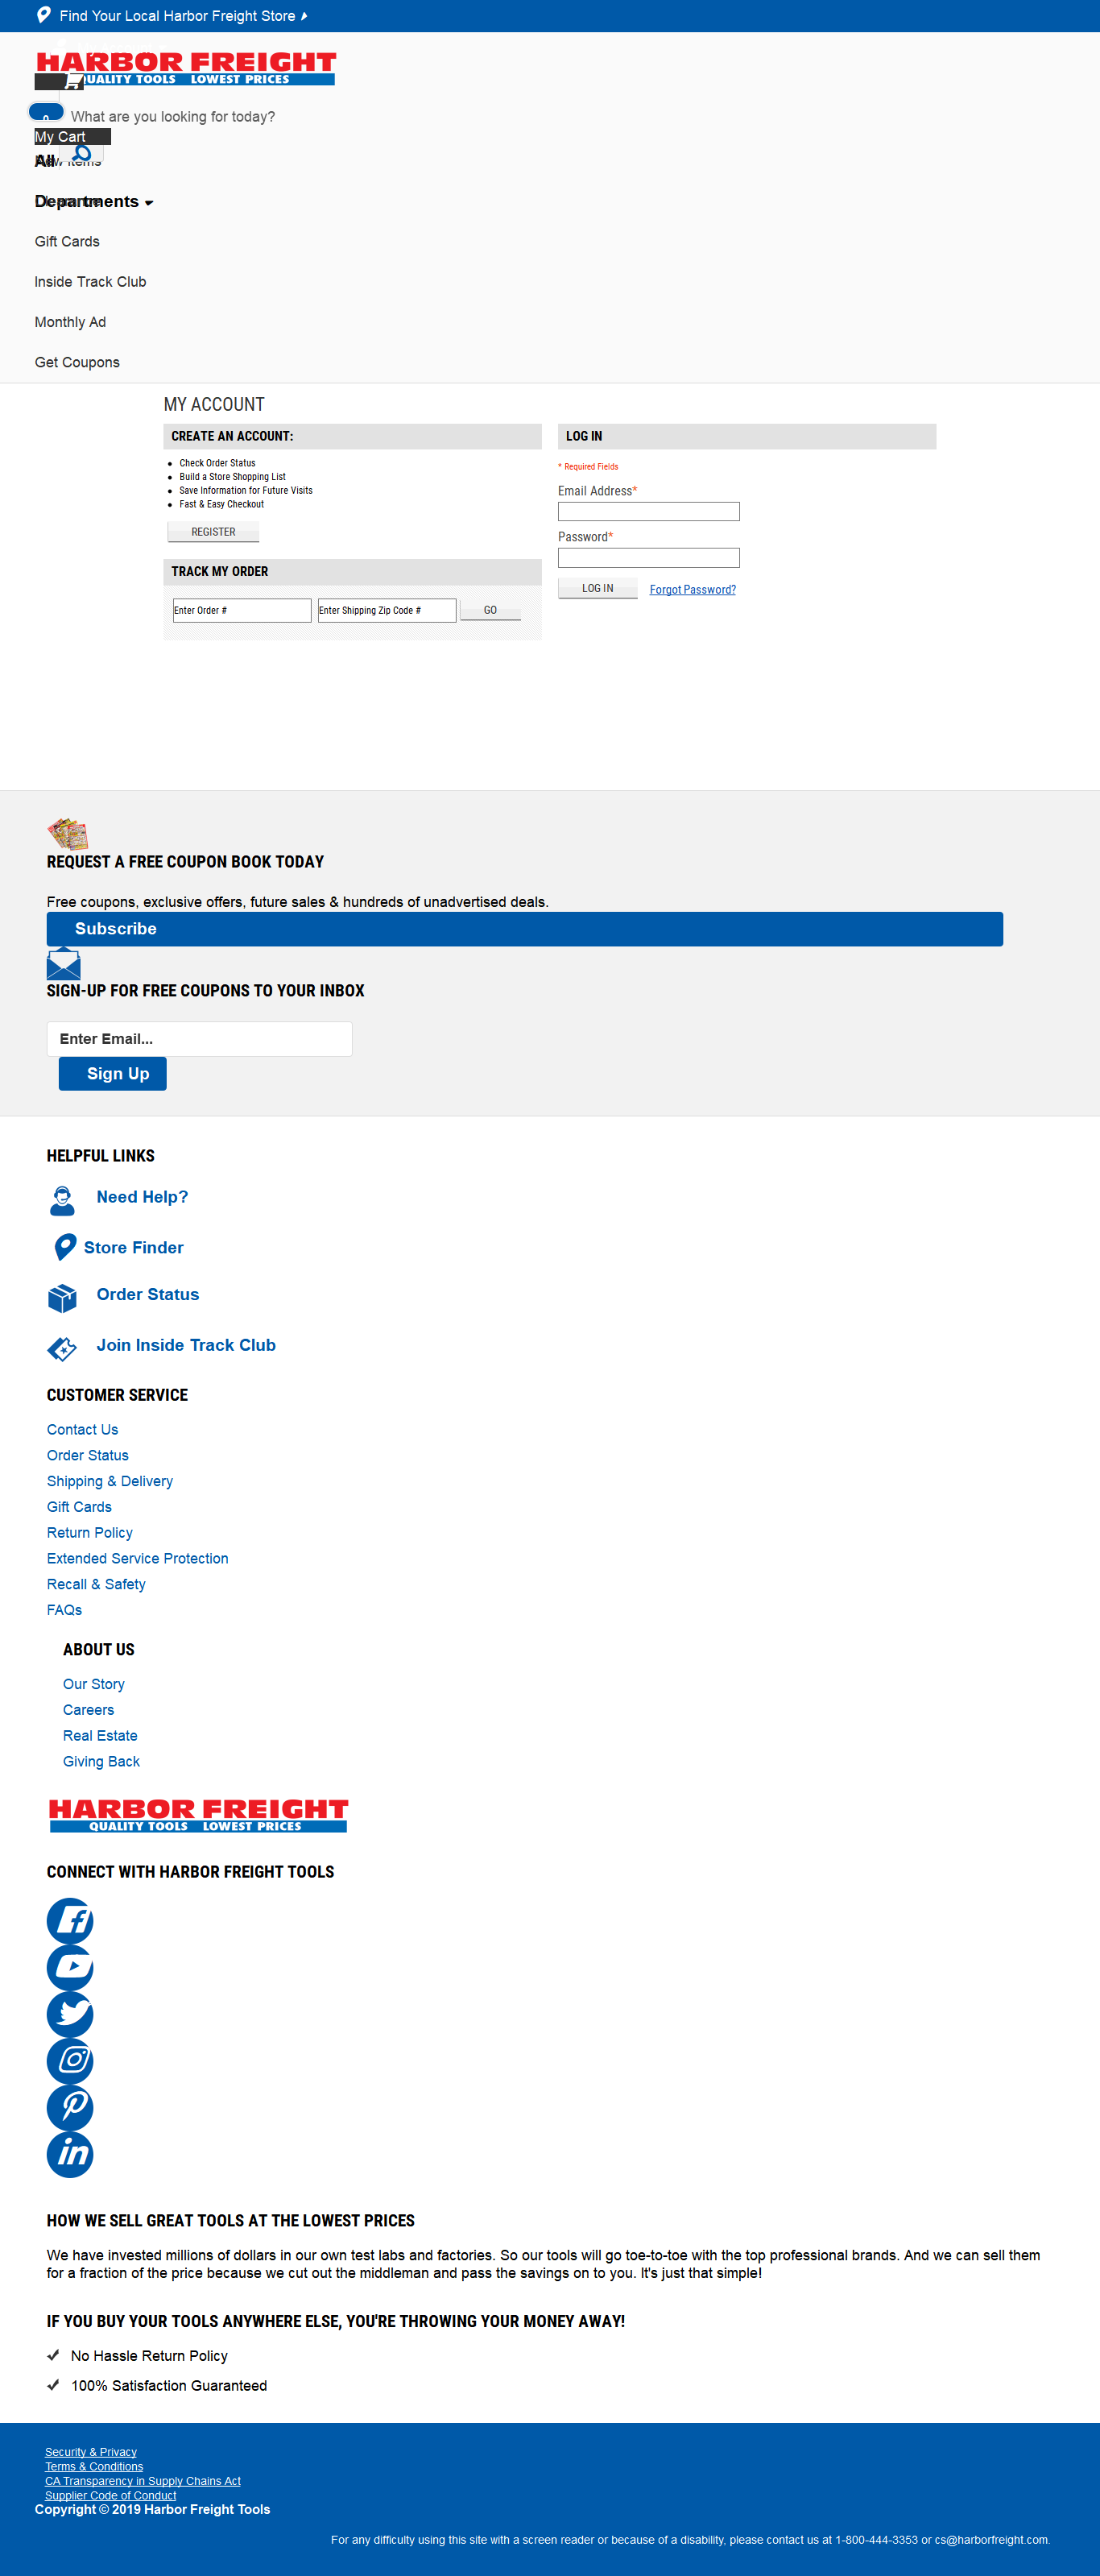 Find Your Local Harbor Freight Store
HARBOR FREIGHT
QUALITY TOOLS LOWEST PRICES
What are you looking for today?
My Cart
All
New Items
Departments
Gift Cards
Inside Track Club
Monthly Ad
Get Coupons
MY ACCOUNT
CREATE AN ACCOUNT:
Check Order Status
Build a Store Shopping List
Save Information for Future Visits
Fast & Easy Checkout
REGISTER
TRACK MY ORDER
Enter Order # Enter Shipping Zip Code # GO
LOG IN
* Required Fields
Email Address*
Password*
LOG IN Forgot Password?
REQUEST A FREE COUPON BOOK TODAY
Free coupons, exclusive offers, future sales & hundreds of unadvertised deals.
Subscribe
SIGN-UP FOR FREE COUPONS TO YOUR INBOX
Enter Email...
Sign Up
HELPFUL LINKS
Need Help?
Store Finder
Order Status
Join Inside Track Club
CUSTOMER SERVICE
Contact Us
Order Status
Shipping & Delivery
Gift Cards
Return Policy
Extended Service Protection
Recall & Safety
FAQs
ABOUT US
Our Story
Careers
Real Estate
Giving Back
HARBOR FREIGHT
QUALITY TOOLS LOWEST PRICES
CONNECT WITH HARBOR FREIGHT TOOLS
HOW WE SELL GREAT TOOLS AT THE LOWEST PRICES
We have invested millions of dollars in our own test labs and factories. So our tools will go toe-to-toe with the top professional brands. And we can sell them
for a fraction of the price because we cut out the middleman and pass the savings on to you. It's just that simple!
IF YOU BUY YOUR TOOLS ANYWHERE ELSE, YOU'RE THROWING YOUR MONEY AWAY!
No Hassle Return Policy
100% Satisfaction Guaranteed
Security & Privacy
Terms & Conditions
CA Transparency in Supply Chains Act
Supplier Code of Conduct
Copyright © 2019 Harbor Freight Tools
For any difficulty using this site with a screen reader or because of a disability, please contact us at 1-800-444-3353 or cs@harborfreight.com.